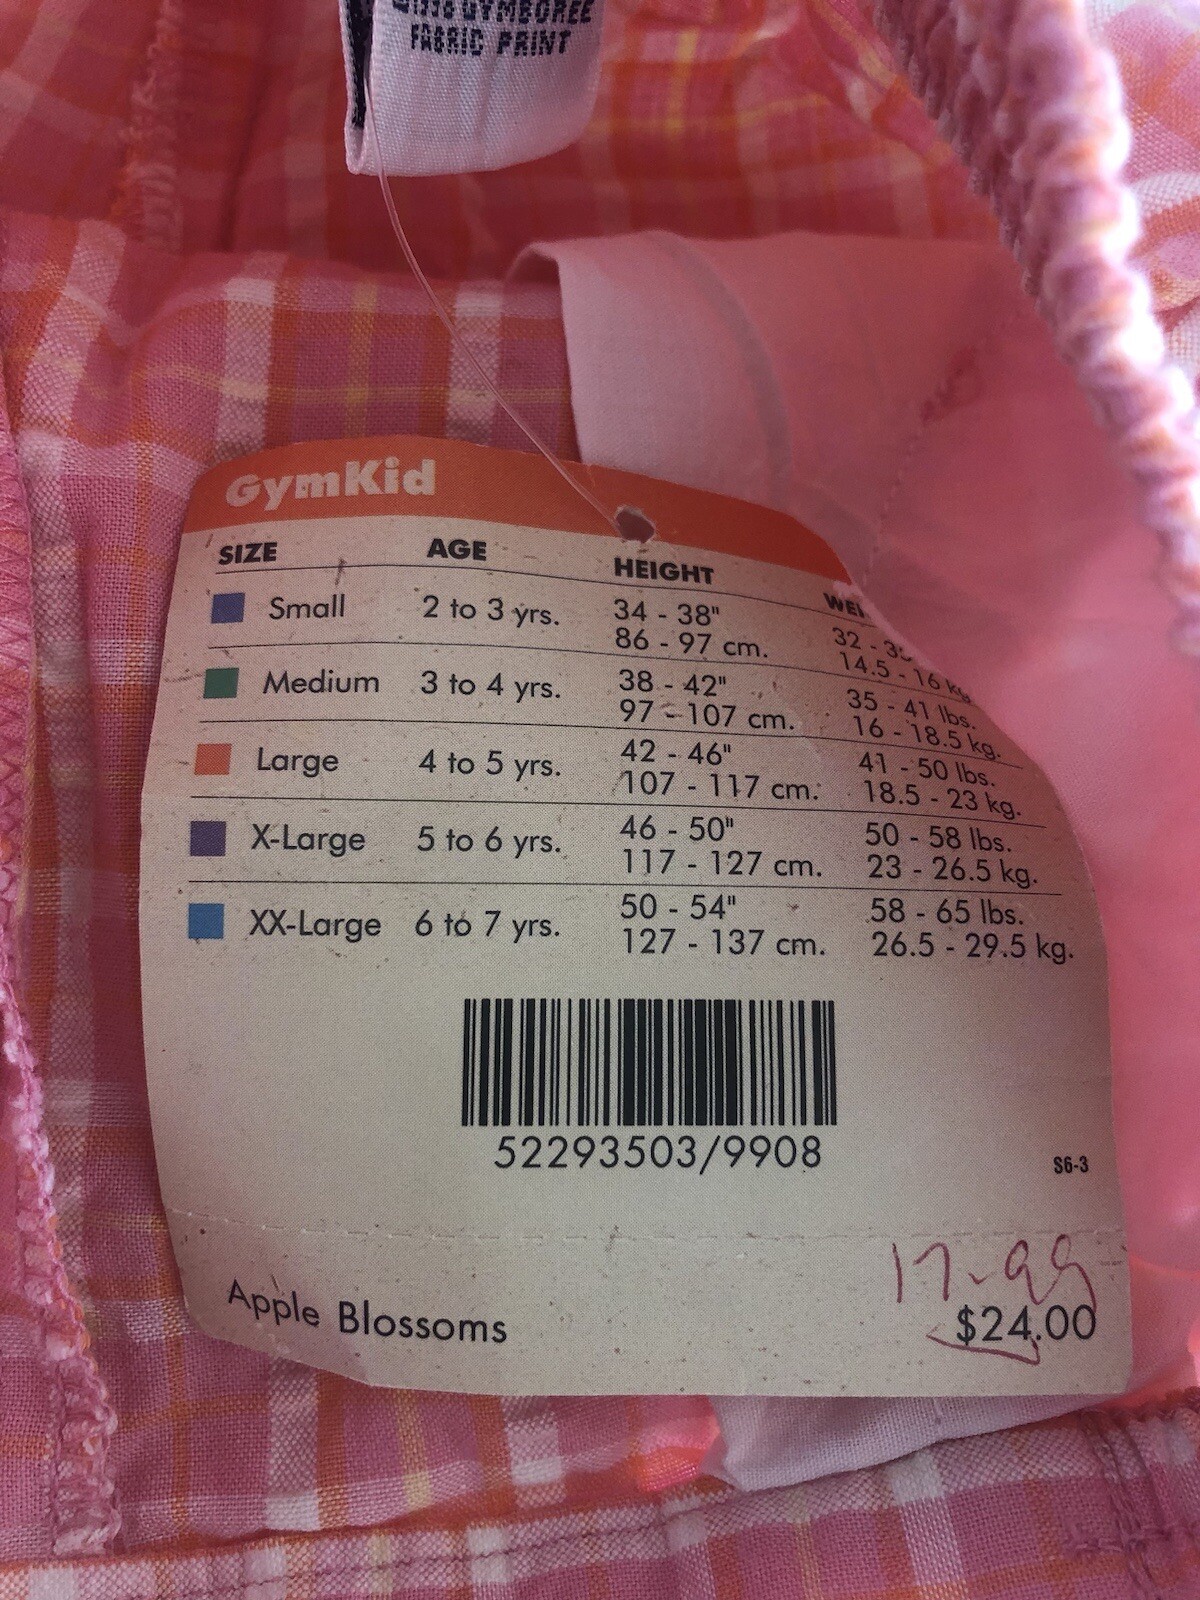 GYMBOREE
FABRIC PRINT
GymKid
SIZE AGE HEIGHT
Small 2 to 3 yrs. 34 - 38" 32 -
86 - 97 cm. 14.5 - 16 kg
Medium 3 to 4 yrs. 38 - 42" 35 - 41 lbs.
97 - 107 cm. 16 - 18.5 kg.
Large 4 to 5 yrs. 42 - 46" 41 - 50 lbs.
107 - 117 cm. 18.5 - 23 kg.
X-Large 5 to 6 yrs. 46 - 50" 50 - 58 lbs.
117 - 127 cm. 23 - 26.5 kg.
XX-Large 6 to 7 yrs. 50 - 54" 58 - 65 lbs.
127 - 137 cm. 26.5 - 29.5 kg.
52293503/9908
S6-3
17.99
Apple Blossoms $24.00